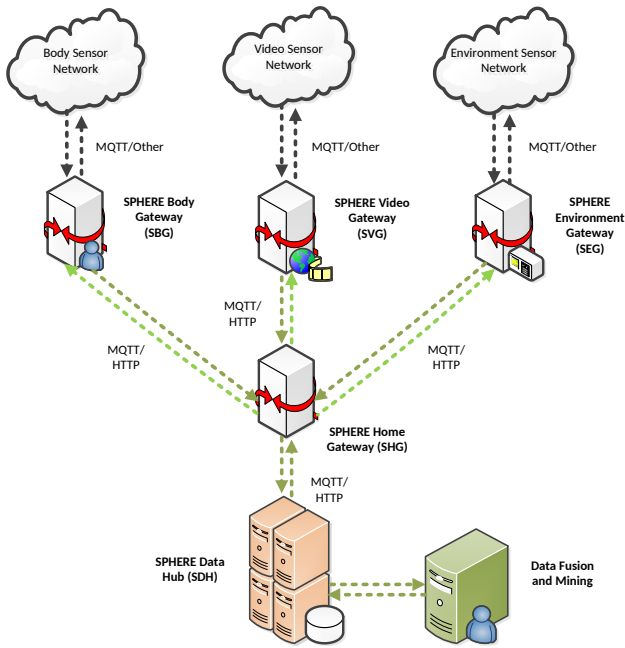 Body Sensor
Network
Video Sensor
Network
Environment Sensor
Network
MQTT/Other
MQTT/Other
MQTT/Other
SPHERE Body
Gateway
(SBG)
SPHERE Video
Gateway
(SVG)
SPHERE
Environment
Gateway
(SEG)
MQTT/
HTTP
MQTT/
HTTP
MQTT/
HTTP
SPHERE Home
Gateway (SHG)
MQTT/
HTTP
SPHERE Data
Hub (SDH)
Data Fusion
and Mining